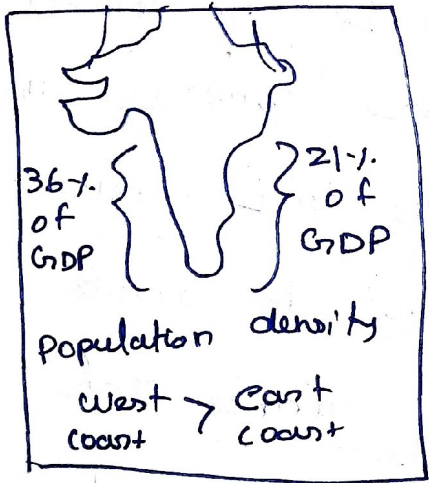 36%.
of
GDP
21%.
of
GDP
Population density
West > East
coast coast